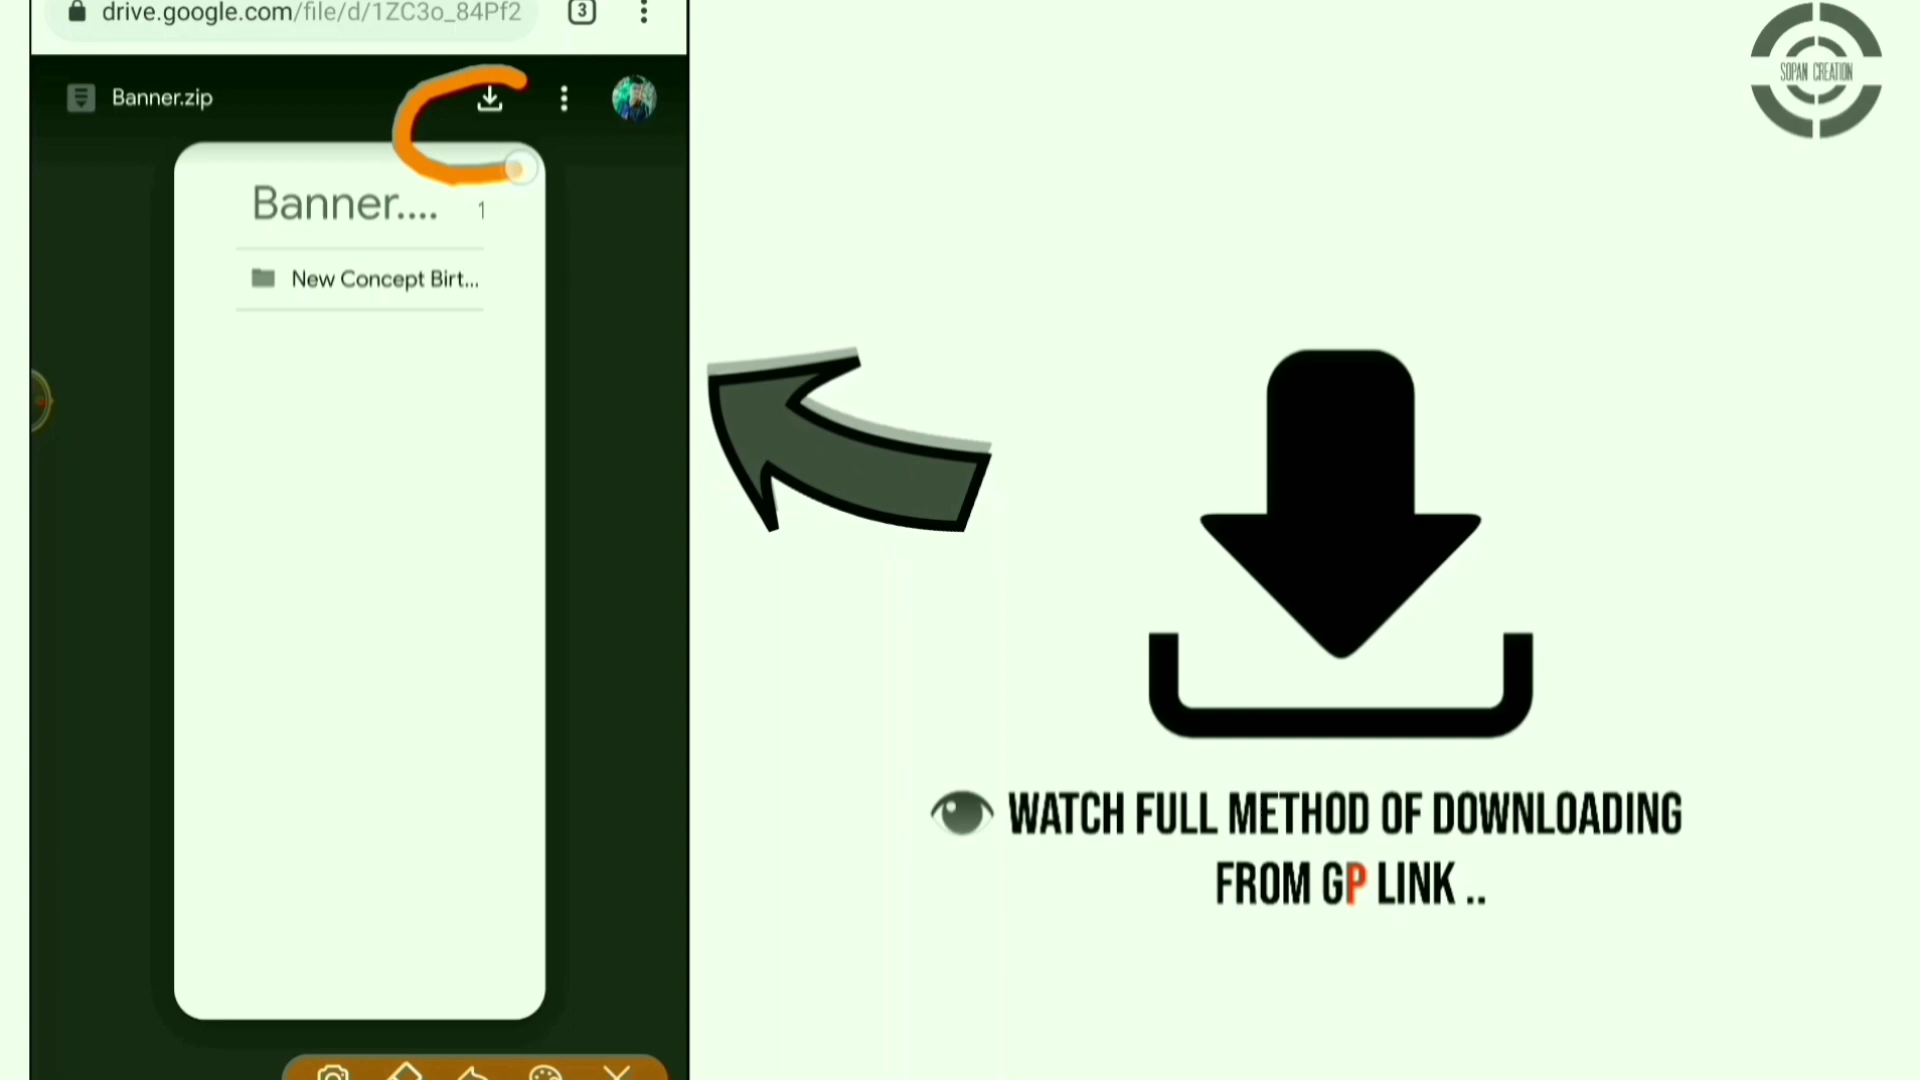 drive.google.com/file/d/1ZC3o_84Pf2
3
Banner.zip
Banner....
1
New Concept Birt...
SOPAN CREATION
WATCH FULL METHOD OF DOWNLOADING
FROM GP LINK ..